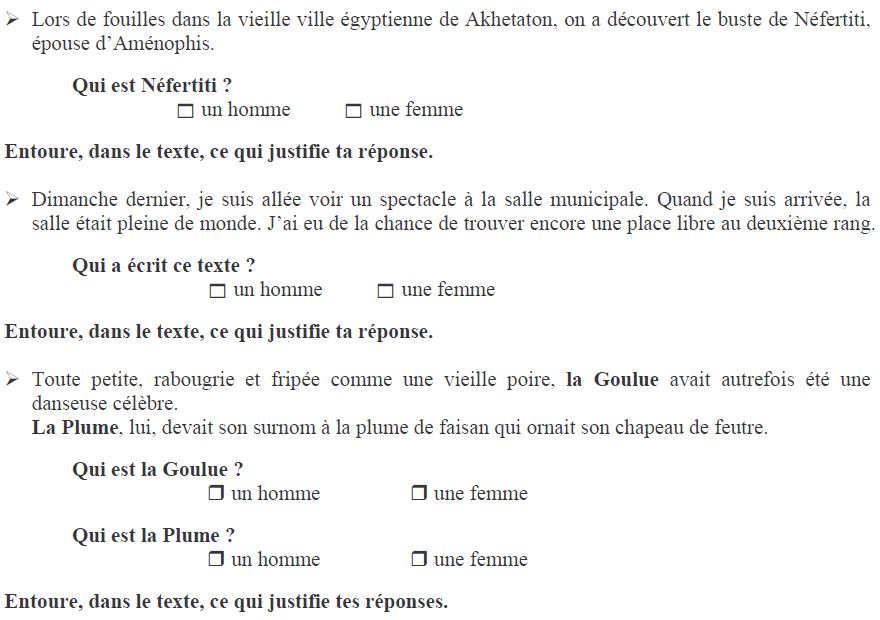 ➢ Lors de fouilles dans la vieille ville égyptienne de Akhetaton, on a découvert le buste de Néfertiti,
épouse d’Aménophis.
Qui est Néfertiti ?
☐ un homme ☐ une femme
Entoure, dans le texte, ce qui justifie ta réponse.
➢ Dimanche dernier, je suis allée voir un spectacle à la salle municipale. Quand je suis arrivée, la
salle était pleine de monde. J’ai eu de la chance de trouver encore une place libre au deuxième rang.
Qui a écrit ce texte ?
☐ un homme ☐ une femme
Entoure, dans le texte, ce qui justifie ta réponse.
➢ Toute petite, rabougrie et fripée comme une vieille poire, la Goulue avait autrefois été une
danseuse célèbre.
La Plume, lui, devait son surnom à la plume de faisan qui ornait son chapeau de feutre.
Qui est la Goulue ?
☐ un homme ☐ une femme
Qui est la Plume ?
☐ un homme ☐ une femme
Entoure, dans le texte, ce qui justifie tes réponses.